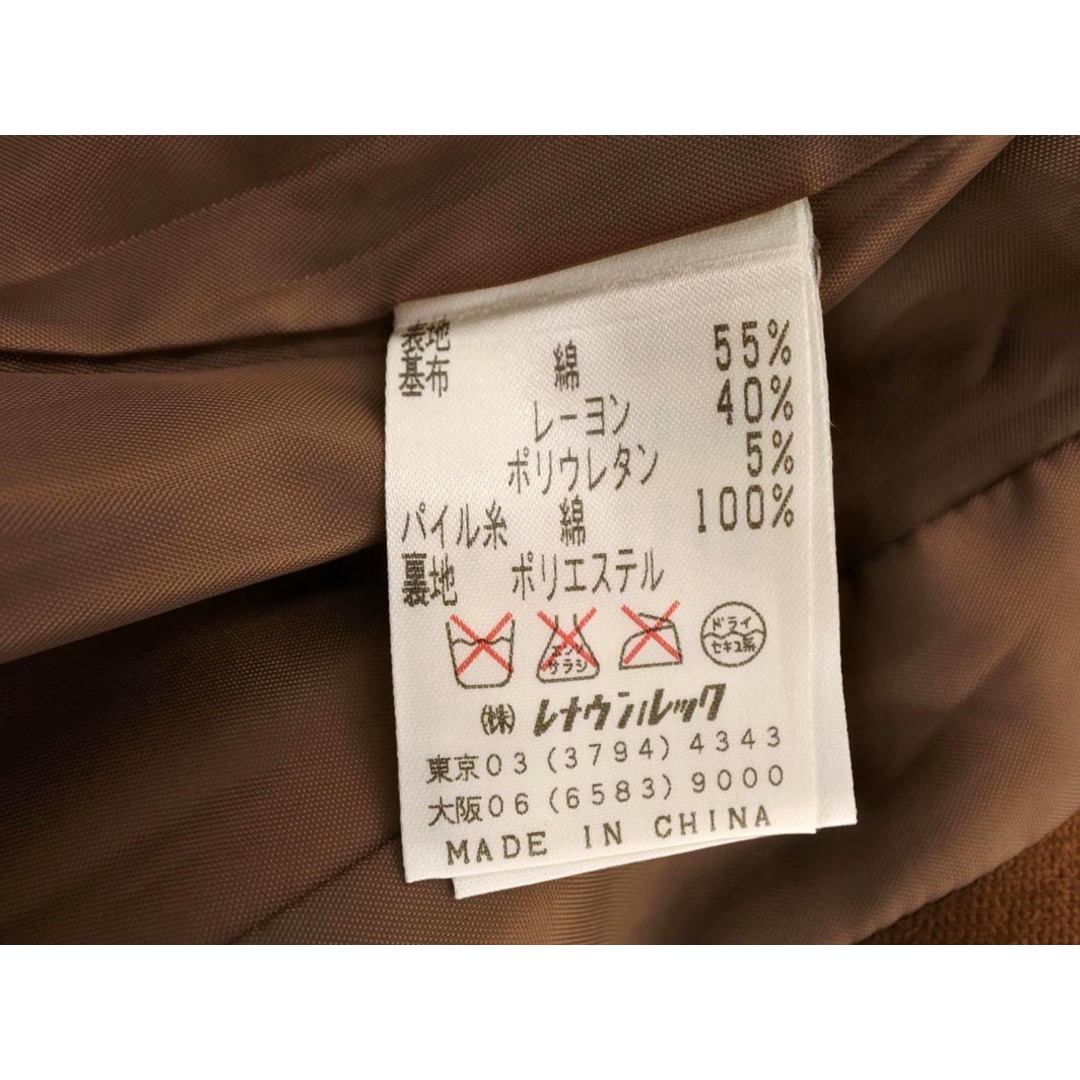 表地
基布 綿 55%
レーヨン 40%
ポリウレタン 5%
パイル糸 綿 100%
裏地 ポリエステル
エンソ
サラシ
ドライ
セキユ系
(株) レナウンルック
東京03(3794)4343
大阪06(6583)9000
MADE IN CHINA